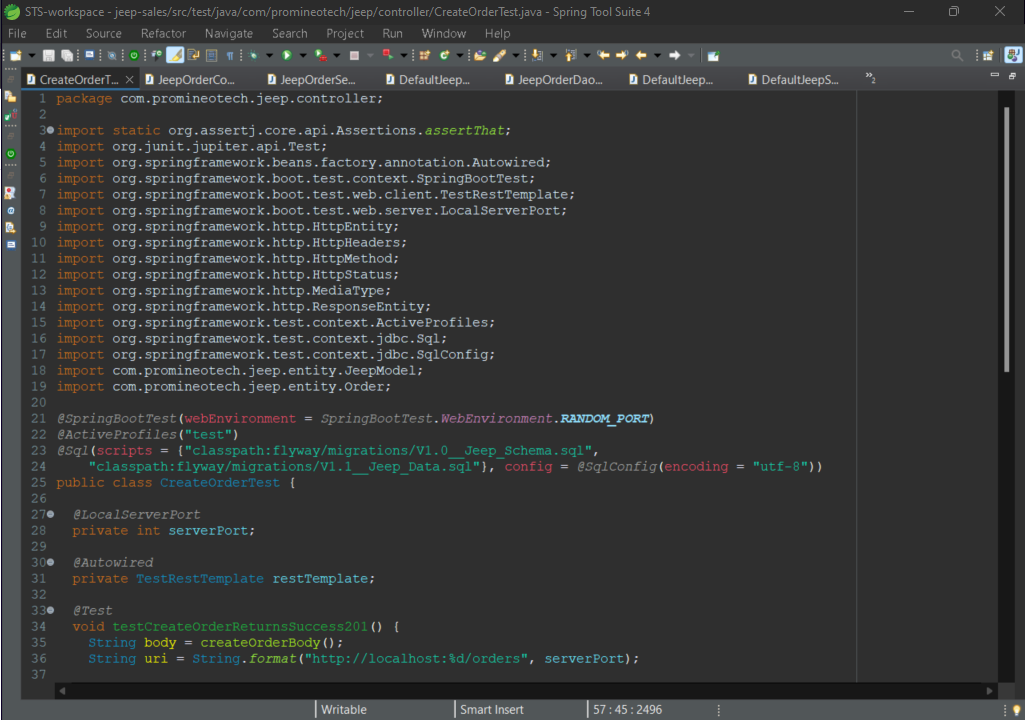 STS-workspace - jeep-sales/src/test/java/com/promineotech/jeep/controller/CreateOrderTest.java - Spring Tool Suite 4
File Edit Source Refactor Navigate Search Project Run Window Help
CreateOrderT... JeepOrderCo... JeepOrderSe... DefaultJeep... JeepOrderDao... DefaultJeep... DefaultJeepS... »2
1 package com.promineotech.jeep.controller;
2
3 import static org.assertj.core.api.Assertions.assertThat;
4 import org.junit.jupiter.api.Test;
5 import org.springframework.beans.factory.annotation.Autowired;
6 import org.springframework.boot.test.context.SpringBootTest;
7 import org.springframework.boot.test.web.client.TestRestTemplate;
8 import org.springframework.boot.test.web.server.LocalServerPort;
9 import org.springframework.http.HttpEntity;
10 import org.springframework.http.HttpHeaders;
11 import org.springframework.http.HttpMethod;
12 import org.springframework.http.HttpStatus;
13 import org.springframework.http.MediaType;
14 import org.springframework.http.ResponseEntity;
15 import org.springframework.test.context.ActiveProfiles;
16 import org.springframework.test.context.jdbc.Sql;
17 import org.springframework.test.context.jdbc.SqlConfig;
18 import com.promineotech.jeep.entity.JeepModel;
19 import com.promineotech.jeep.entity.Order;
20
21 @SpringBootTest(webEnvironment = SpringBootTest.WebEnvironment.RANDOM_PORT)
22 @ActiveProfiles("test")
23 @Sql(scripts = {"classpath:flyway/migrations/V1.0__Jeep_Schema.sql",
24 "classpath:flyway/migrations/V1.1__Jeep_Data.sql"}, config = @SqlConfig(encoding = "utf-8"))
25 public class CreateOrderTest {
26
27 @LocalServerPort
28 private int serverPort;
29
30 @Autowired
31 private TestRestTemplate restTemplate;
32
33 @Test
34 void testCreateOrderReturnsSuccess201() {
35 String body = createOrderBody();
36 String uri = String.format("http://localhost:%d/orders", serverPort);
37
Writable Smart Insert 57 : 45 : 2496